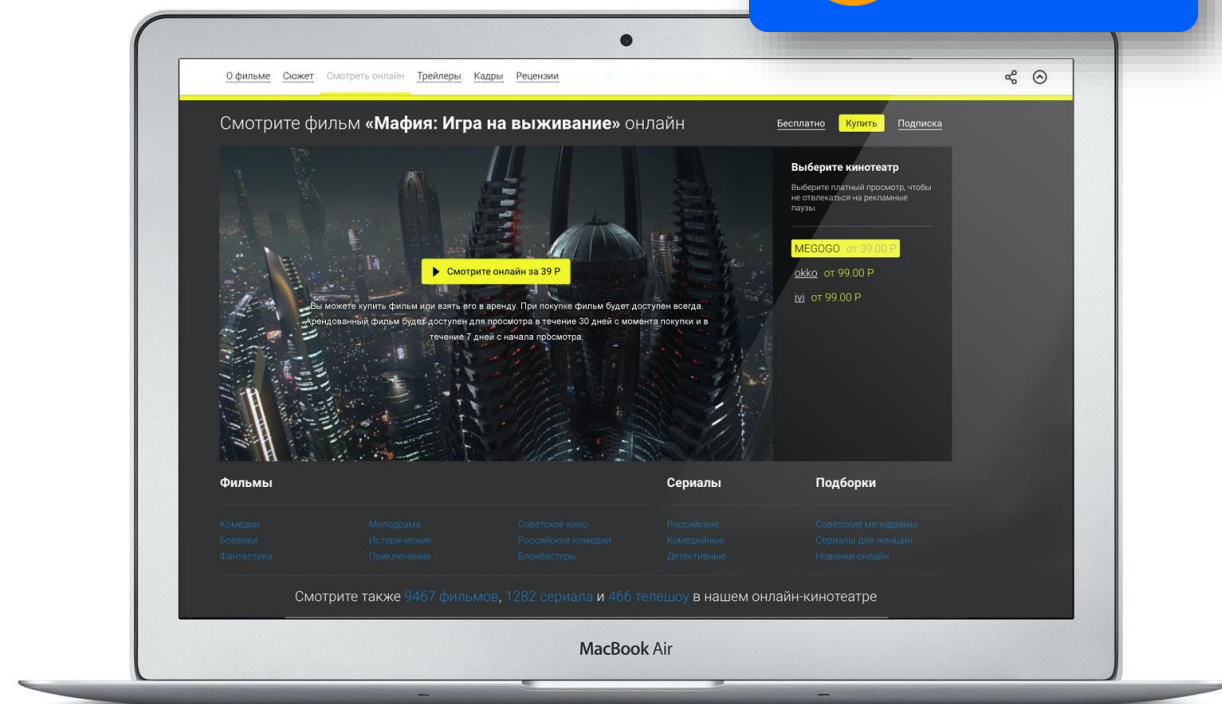 О фильме Сюжет Смотреть онлайн Трейлеры Кадры Рецензии
Смотрите фильм «Мафия: Игра на выживание» онлайн
Бесплатно Купить Подписка
Смотрите онлайн за 39 Р
Вы можете купить фильм или взять его в аренду. При покупке фильм будет доступен всегда.
Арендованный фильм будет доступен для просмотра в течение 30 дней с момента покупки и в
течение 7 дней с начала просмотра.
Выберите кинотеатр
Выберите платный просмотр, чтобы
не отвлекаться на рекламные
паузы.
MEGOGO от 39.00 Р
okko от 99.00 Р
ivi от 99.00 Р
Фильмы Сериалы Подборки
Комедии Мелодрама Советское кино Российские Советские мелодрамы
Боевики Исторические Российские комедии Комедийные Сериалы для женщин
Фантастика Приключения Блокбастеры Детективные Новинки онлайн
Смотрите также 9467 фильмов, 1282 сериала и 466 телешоу в нашем онлайн-кинотеатре
MacBook Air